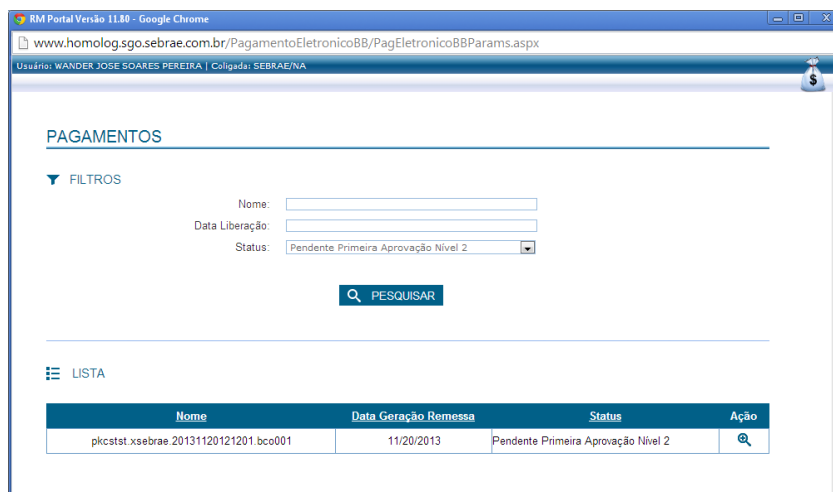 RM Portal Versão 11.80 - Google Chrome
www.homolog.sgo.sebrae.com.br/PagamentoEletronicoBB/PagEletronicoBBParams.aspx
Usuário: WANDER JOSE SOARES PEREIRA | Coligada: SEBRAE/NA
$
PAGAMENTOS
FILTROS
Nome:
Data Liberação:
Status: Pendente Primeira Aprovação Nível 2
PESQUISAR
LISTA
Nome Data Geração Remessa Status Ação
pkcstst.xsebrae.20131120121201.bco001 11/20/2013 Pendente Primeira Aprovação Nível 2